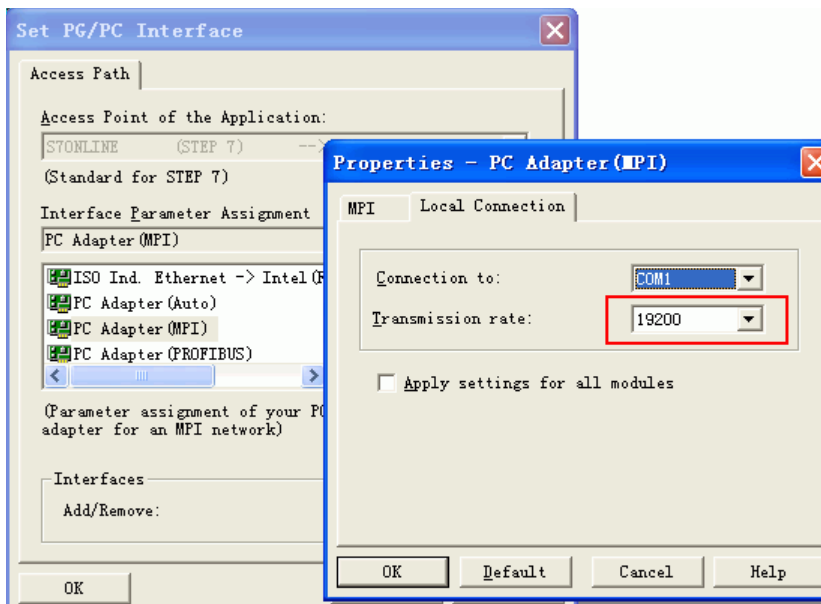 Set PG/PC Interface
Access Path
Access Point of the Application:
S7ONLINE (STEP 7) -->
(Standard for STEP 7)
Interface Parameter Assignment
PC Adapter(MPI)
ISO Ind. Ethernet -> Intel(R
PC Adapter(Auto)
PC Adapter(MPI)
PC Adapter(PROFIBUS)
(Parameter assignment of your PC
adapter for an MPI network)
Interfaces
Add/Remove:
OK
Properties - PC Adapter(MPI)
MPI
Local Connection
Connection to:
COM1
Transmission rate:
19200
Apply settings for all modules
OK
Default
Cancel
Help